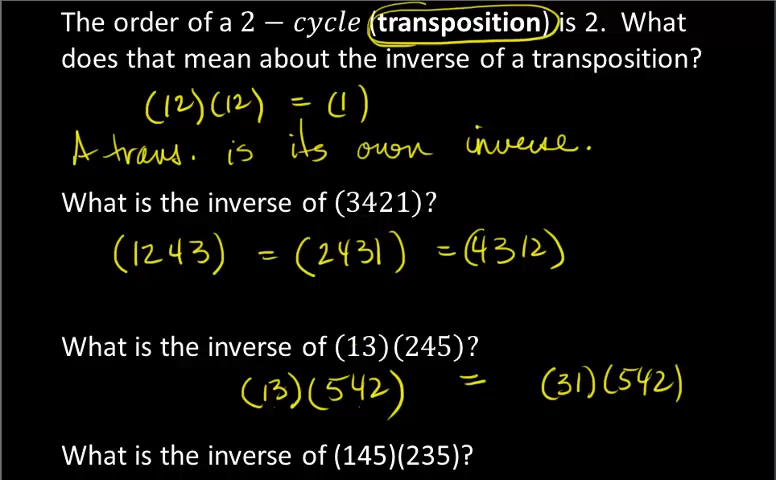 The order of a 2 − cycle (transposition) is 2. What
does that mean about the inverse of a transposition?
(12)(12) = (1)
A trans. is its own inverse.
What is the inverse of (3421)?
(1243) = (2431) = (4312)
What is the inverse of (13)(245)?
(13)(542) = (31)(542)
What is the inverse of (145)(235)?